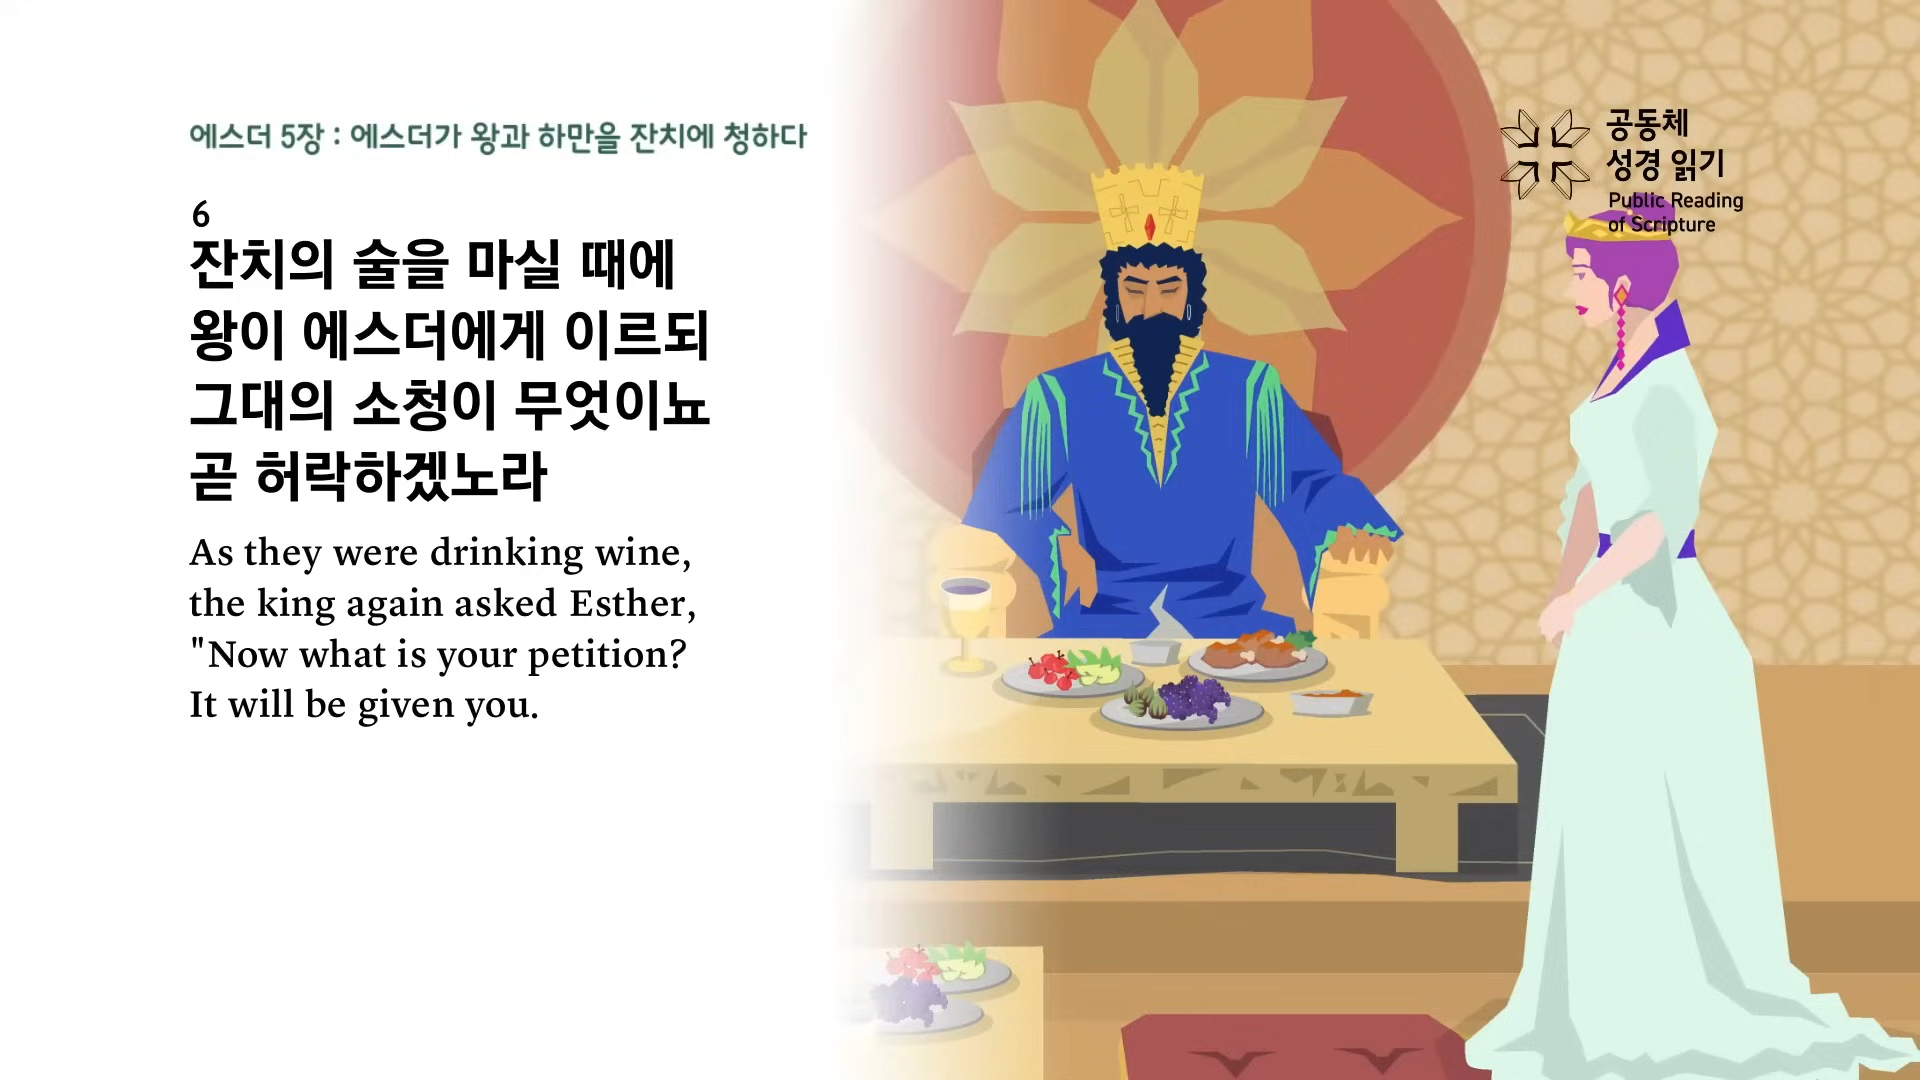 에스더 5장 : 에스더가 왕과 하만을 잔치에 청하다
6
잔치의 술을 마실 때에
왕이 에스더에게 이르되
그대의 소청이 무엇이뇨
곧 허락하겠노라
As they were drinking wine,
the king again asked Esther,
"Now what is your petition?
It will be given you.
공동체
성경 읽기
Public Reading
of Scripture